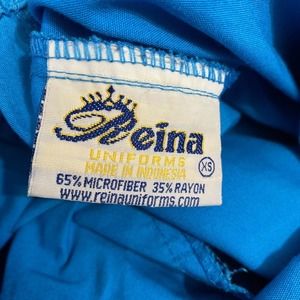 Reina
UNIFORMS
MADE IN INDONESIA
XS
65% MICROFIBER 35% RAYON
www.reinauniforms.com